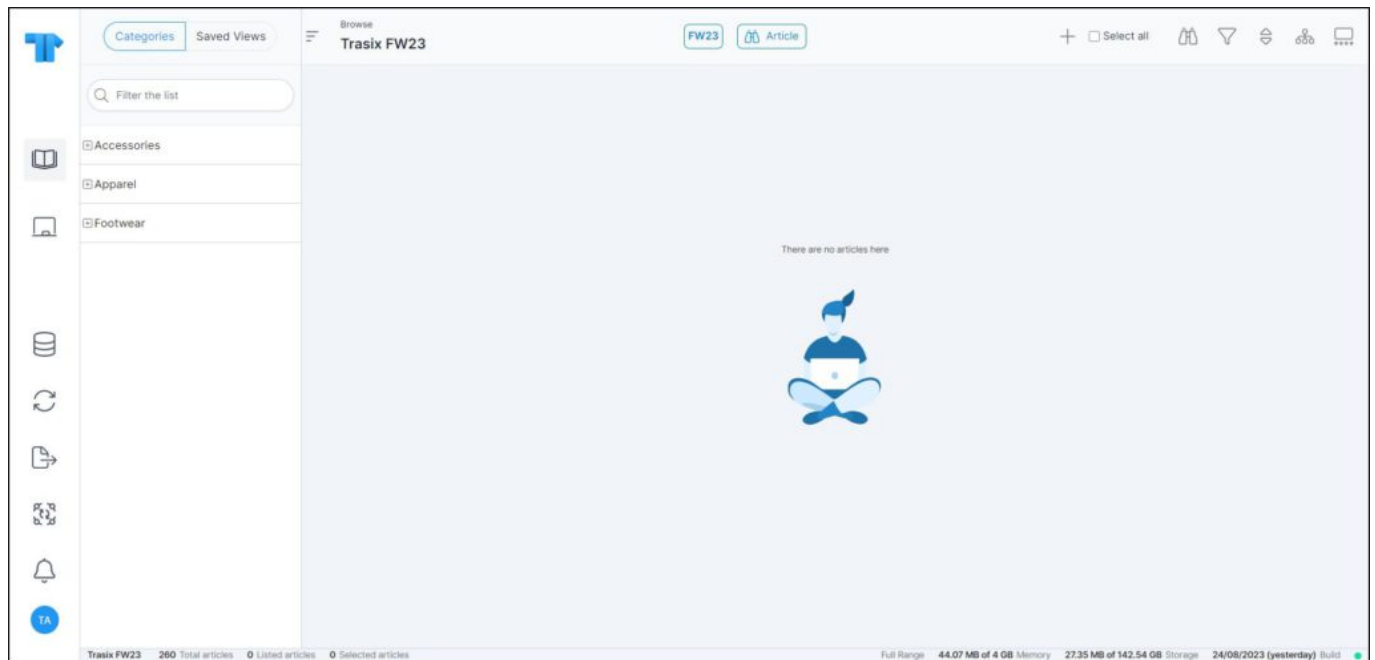 Categories
Saved Views
Browse
Trasix FW23
FW23
Article
Select all
Filter the list
Accessories
Apparel
Footwear
There are no articles here
TA
Trasix FW23 260 Total articles 0 Listed articles 0 Selected articles
Full Range 44.07 MB of 4 GB Memory 27.35 MB of 142.54 GB Storage 24/08/2023 (yesterday) Build